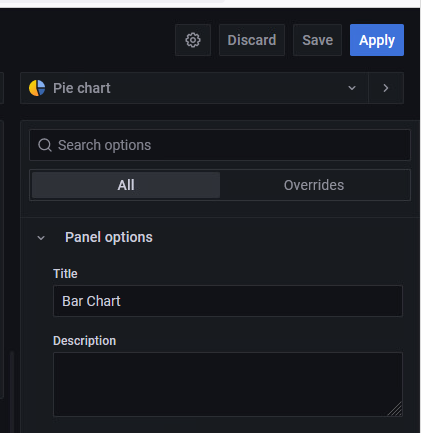 Discard Save Apply
Pie chart
Search options
All Overrides
Panel options
Title
Bar Chart
Description